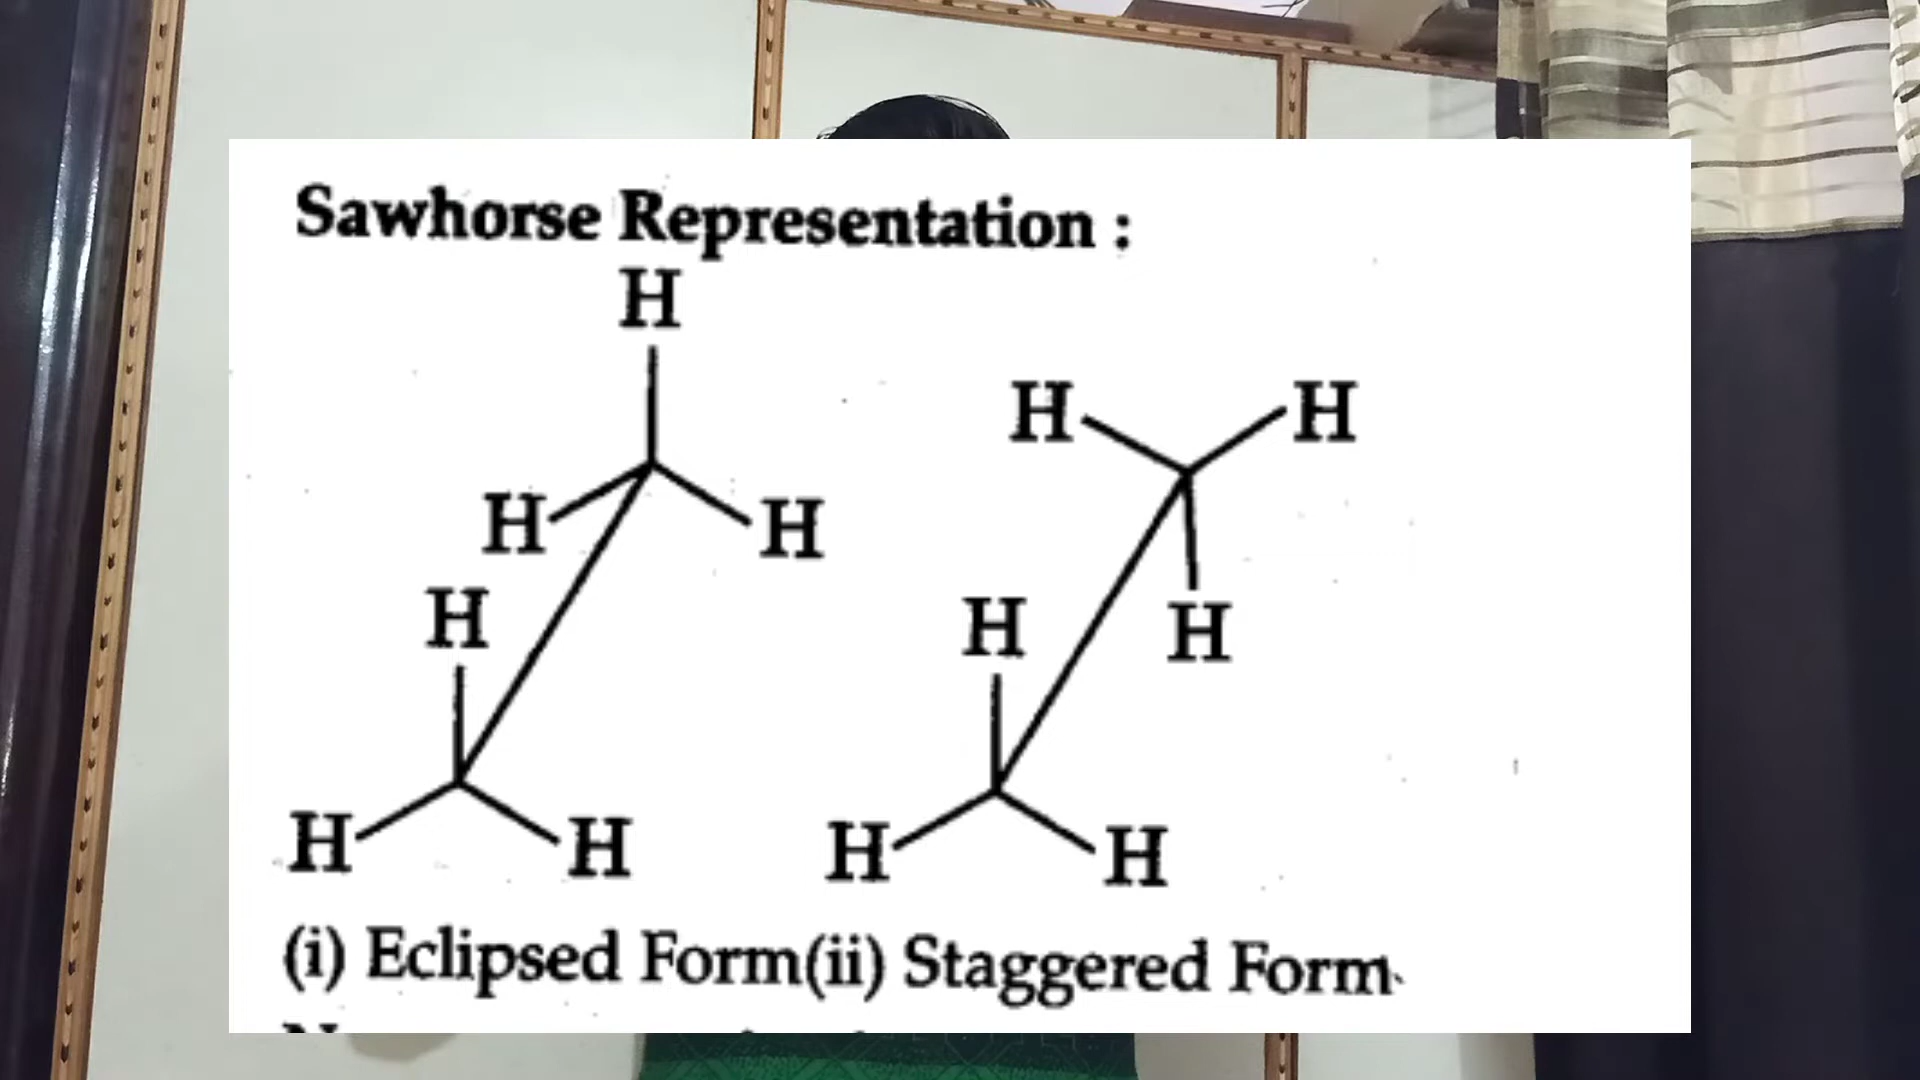 Sawhorse Representation :
H
H H
H H
H H
H H
H H
H H
(i) Eclipsed Form(ii) Staggered Form